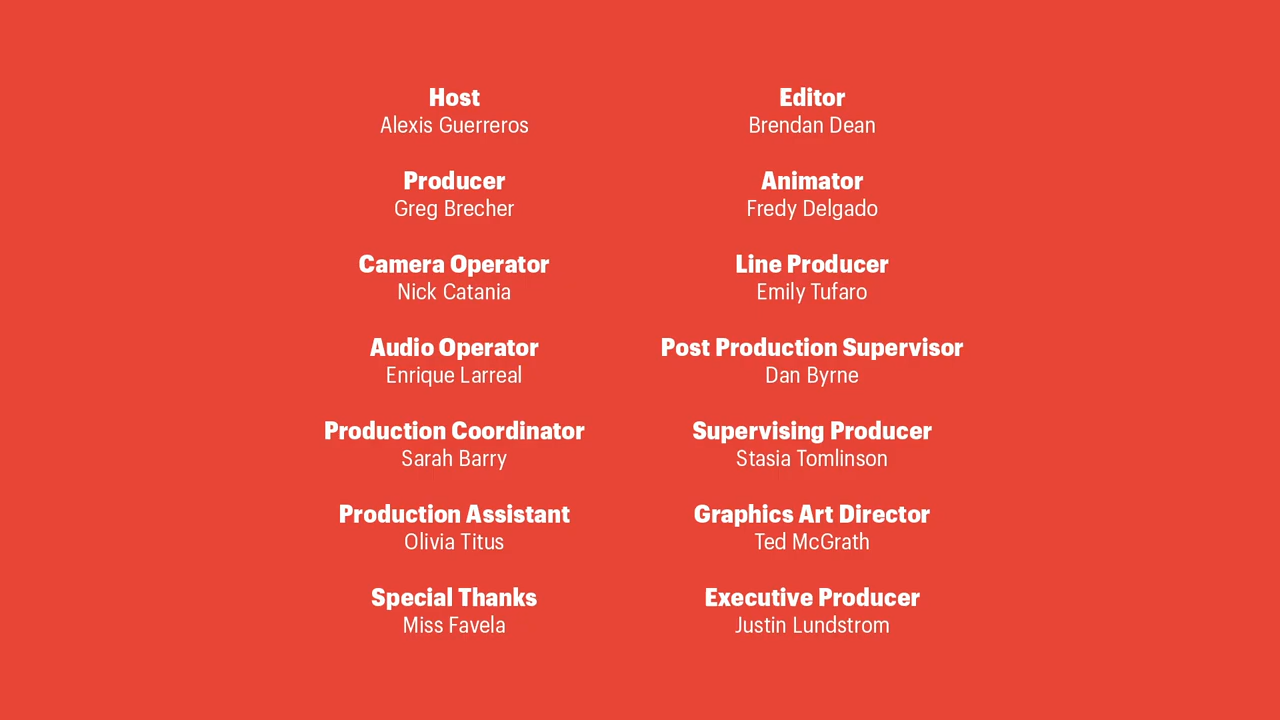 Host
Alexis Guerreros
Producer
Greg Brecher
Camera Operator
Nick Catania
Audio Operator
Enrique Larreal
Production Coordinator
Sarah Barry
Production Assistant
Olivia Titus
Special Thanks
Miss Favela
Editor
Brendan Dean
Animator
Fredy Delgado
Line Producer
Emily Tufaro
Post Production Supervisor
Dan Byrne
Supervising Producer
Stasia Tomlinson
Graphics Art Director
Ted McGrath
Executive Producer
Justin Lundstrom